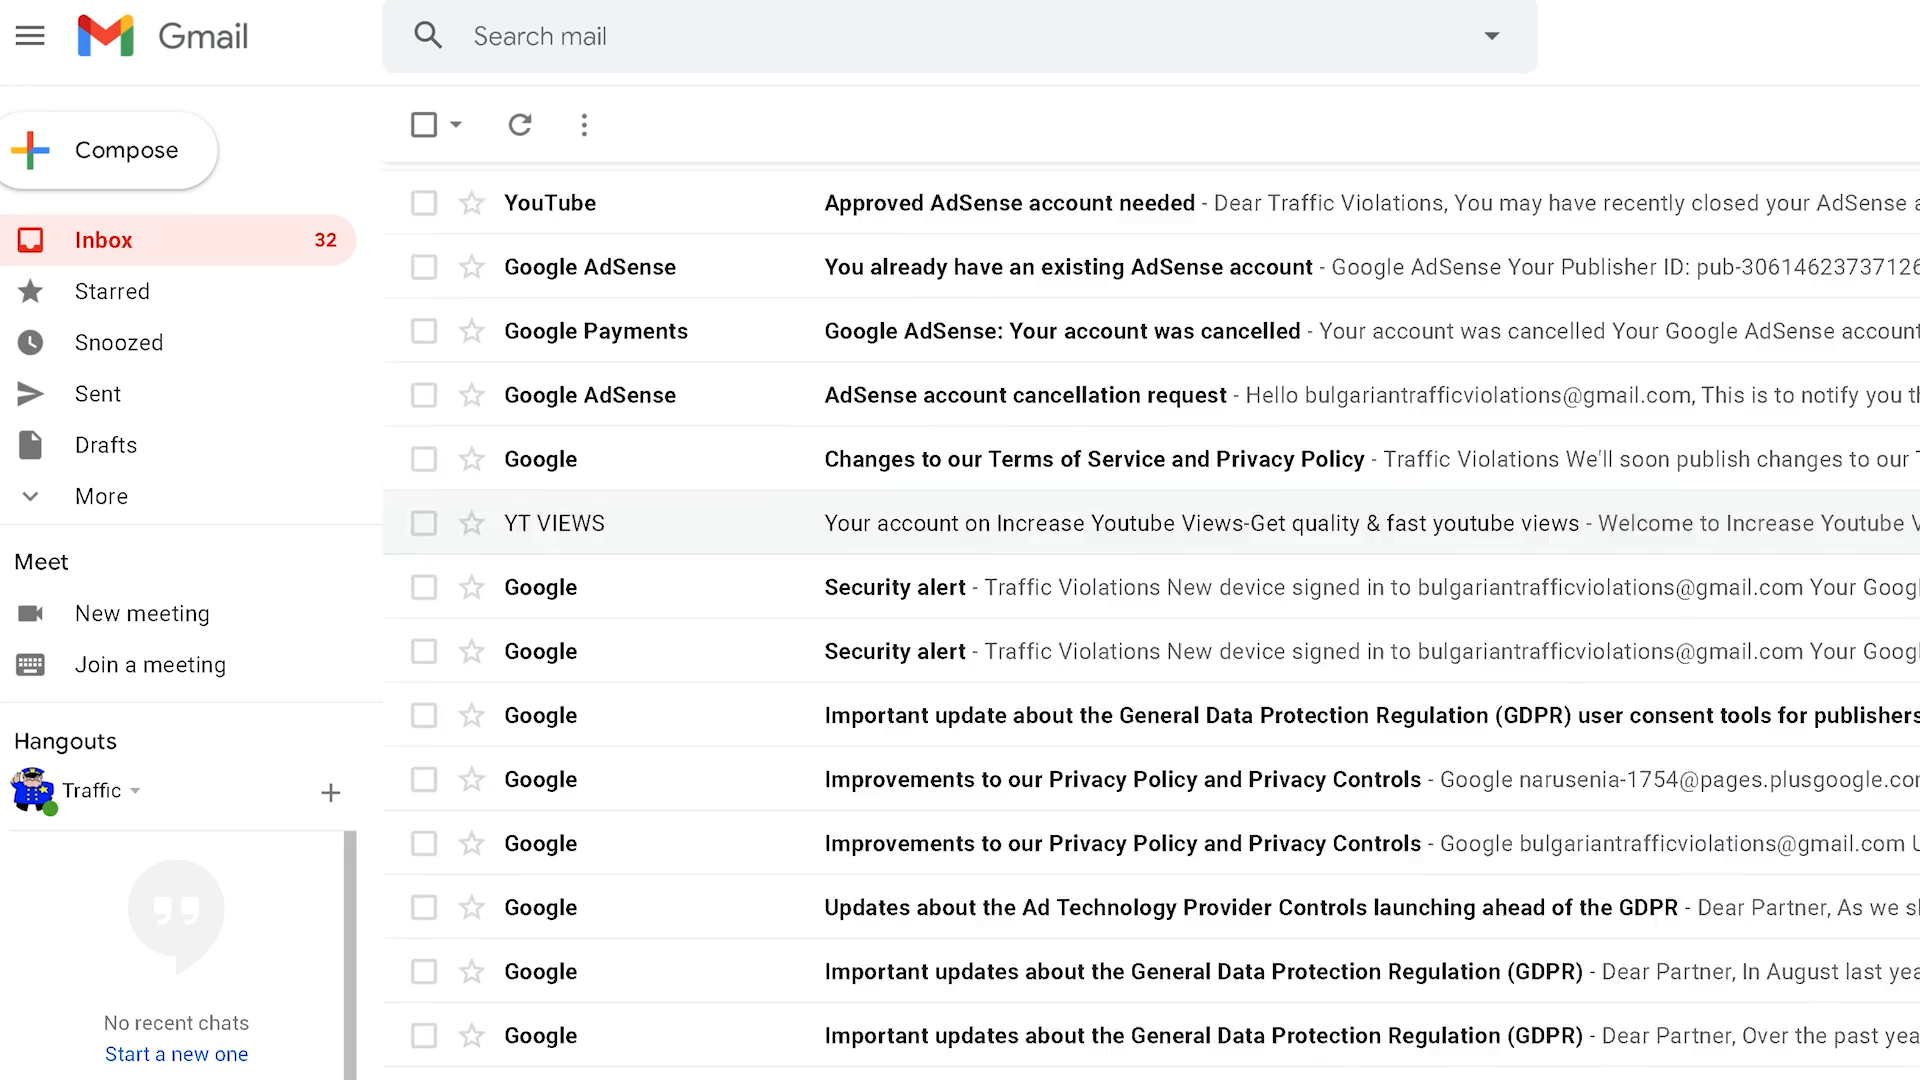 Gmail
Search mail
Compose
Inbox 32
Starred
Snoozed
Sent
Drafts
More
Meet
New meeting
Join a meeting
Hangouts
Traffic
No recent chats
Start a new one
YouTube Approved AdSense account needed - Dear Traffic Violations, You may have recently closed your AdSense
Google AdSense You already have an existing AdSense account - Google AdSense Your Publisher ID: pub-30614623737126
Google Payments Google AdSense: Your account was cancelled - Your account was cancelled Your Google AdSense account
Google AdSense AdSense account cancellation request - Hello bulgariantrafficviolations@gmail.com, This is to notify you
Google Changes to our Terms of Service and Privacy Policy - Traffic Violations We'll soon publish changes to our
YT VIEWS Your account on Increase Youtube Views-Get quality & fast youtube views - Welcome to Increase Youtube
Google Security alert - Traffic Violations New device signed in to bulgariantrafficviolations@gmail.com Your Goog
Google Security alert - Traffic Violations New device signed in to bulgariantrafficviolations@gmail.com Your Goog
Google Important update about the General Data Protection Regulation (GDPR) user consent tools for publishers
Google Improvements to our Privacy Policy and Privacy Controls - Google narusenia-1754@pages.plusgoogle.co
Google Improvements to our Privacy Policy and Privacy Controls - Google bulgariantrafficviolations@gmail.com
Google Updates about the Ad Technology Provider Controls launching ahead of the GDPR - Dear Partner, As we s
Google Important updates about the General Data Protection Regulation (GDPR) - Dear Partner, In August last yea
Google Important updates about the General Data Protection Regulation (GDPR) - Dear Partner, Over the past yea